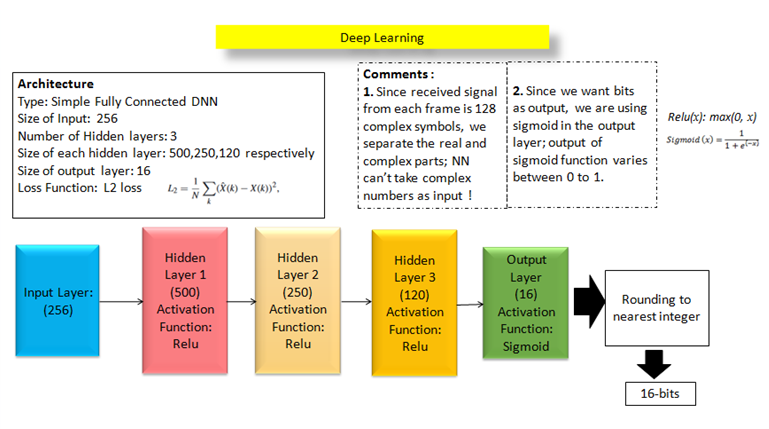 Deep Learning
Architecture
Type: Simple Fully Connected DNN
Size of Input: 256
Number of Hidden layers: 3
Size of each hidden layer: 500,250,120 respectively
Size of output layer: 16
Loss Function: L2 loss L₂ = 1/N ∑ₖ(X̂(k) − X(k))²,
Comments :
1. Since received signal
from each frame is 128
complex symbols, we
separate the real and
complex parts; NN
can't take complex
numbers as input !
2. Since we want bits
as output, we are using
sigmoid in the output
layer; output of
sigmoid function varies
between 0 to 1.
Relu(x): max(0, x)
Sigmoid (x) = 1/(1 + e^(−x))
Input Layer:
(256)
Hidden
Layer 1
(500)
Activation
Function:
Relu
Hidden
Layer 2
(250)
Activation
Function:
Relu
Hidden
Layer 3
(120)
Activation
Function:
Relu
Output
Layer
(16)
Activation
Function:
Sigmoid
Rounding to
nearest integer
16-bits